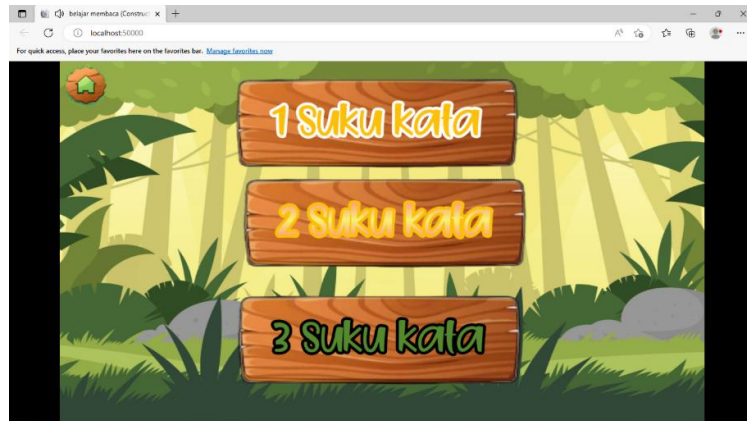 belajar membaca (Construc
localhost:50000
For quick access, place your favorites here on the favorites bar. Manage favorites now
1 suku kata
2 suku kata
3 suku kata